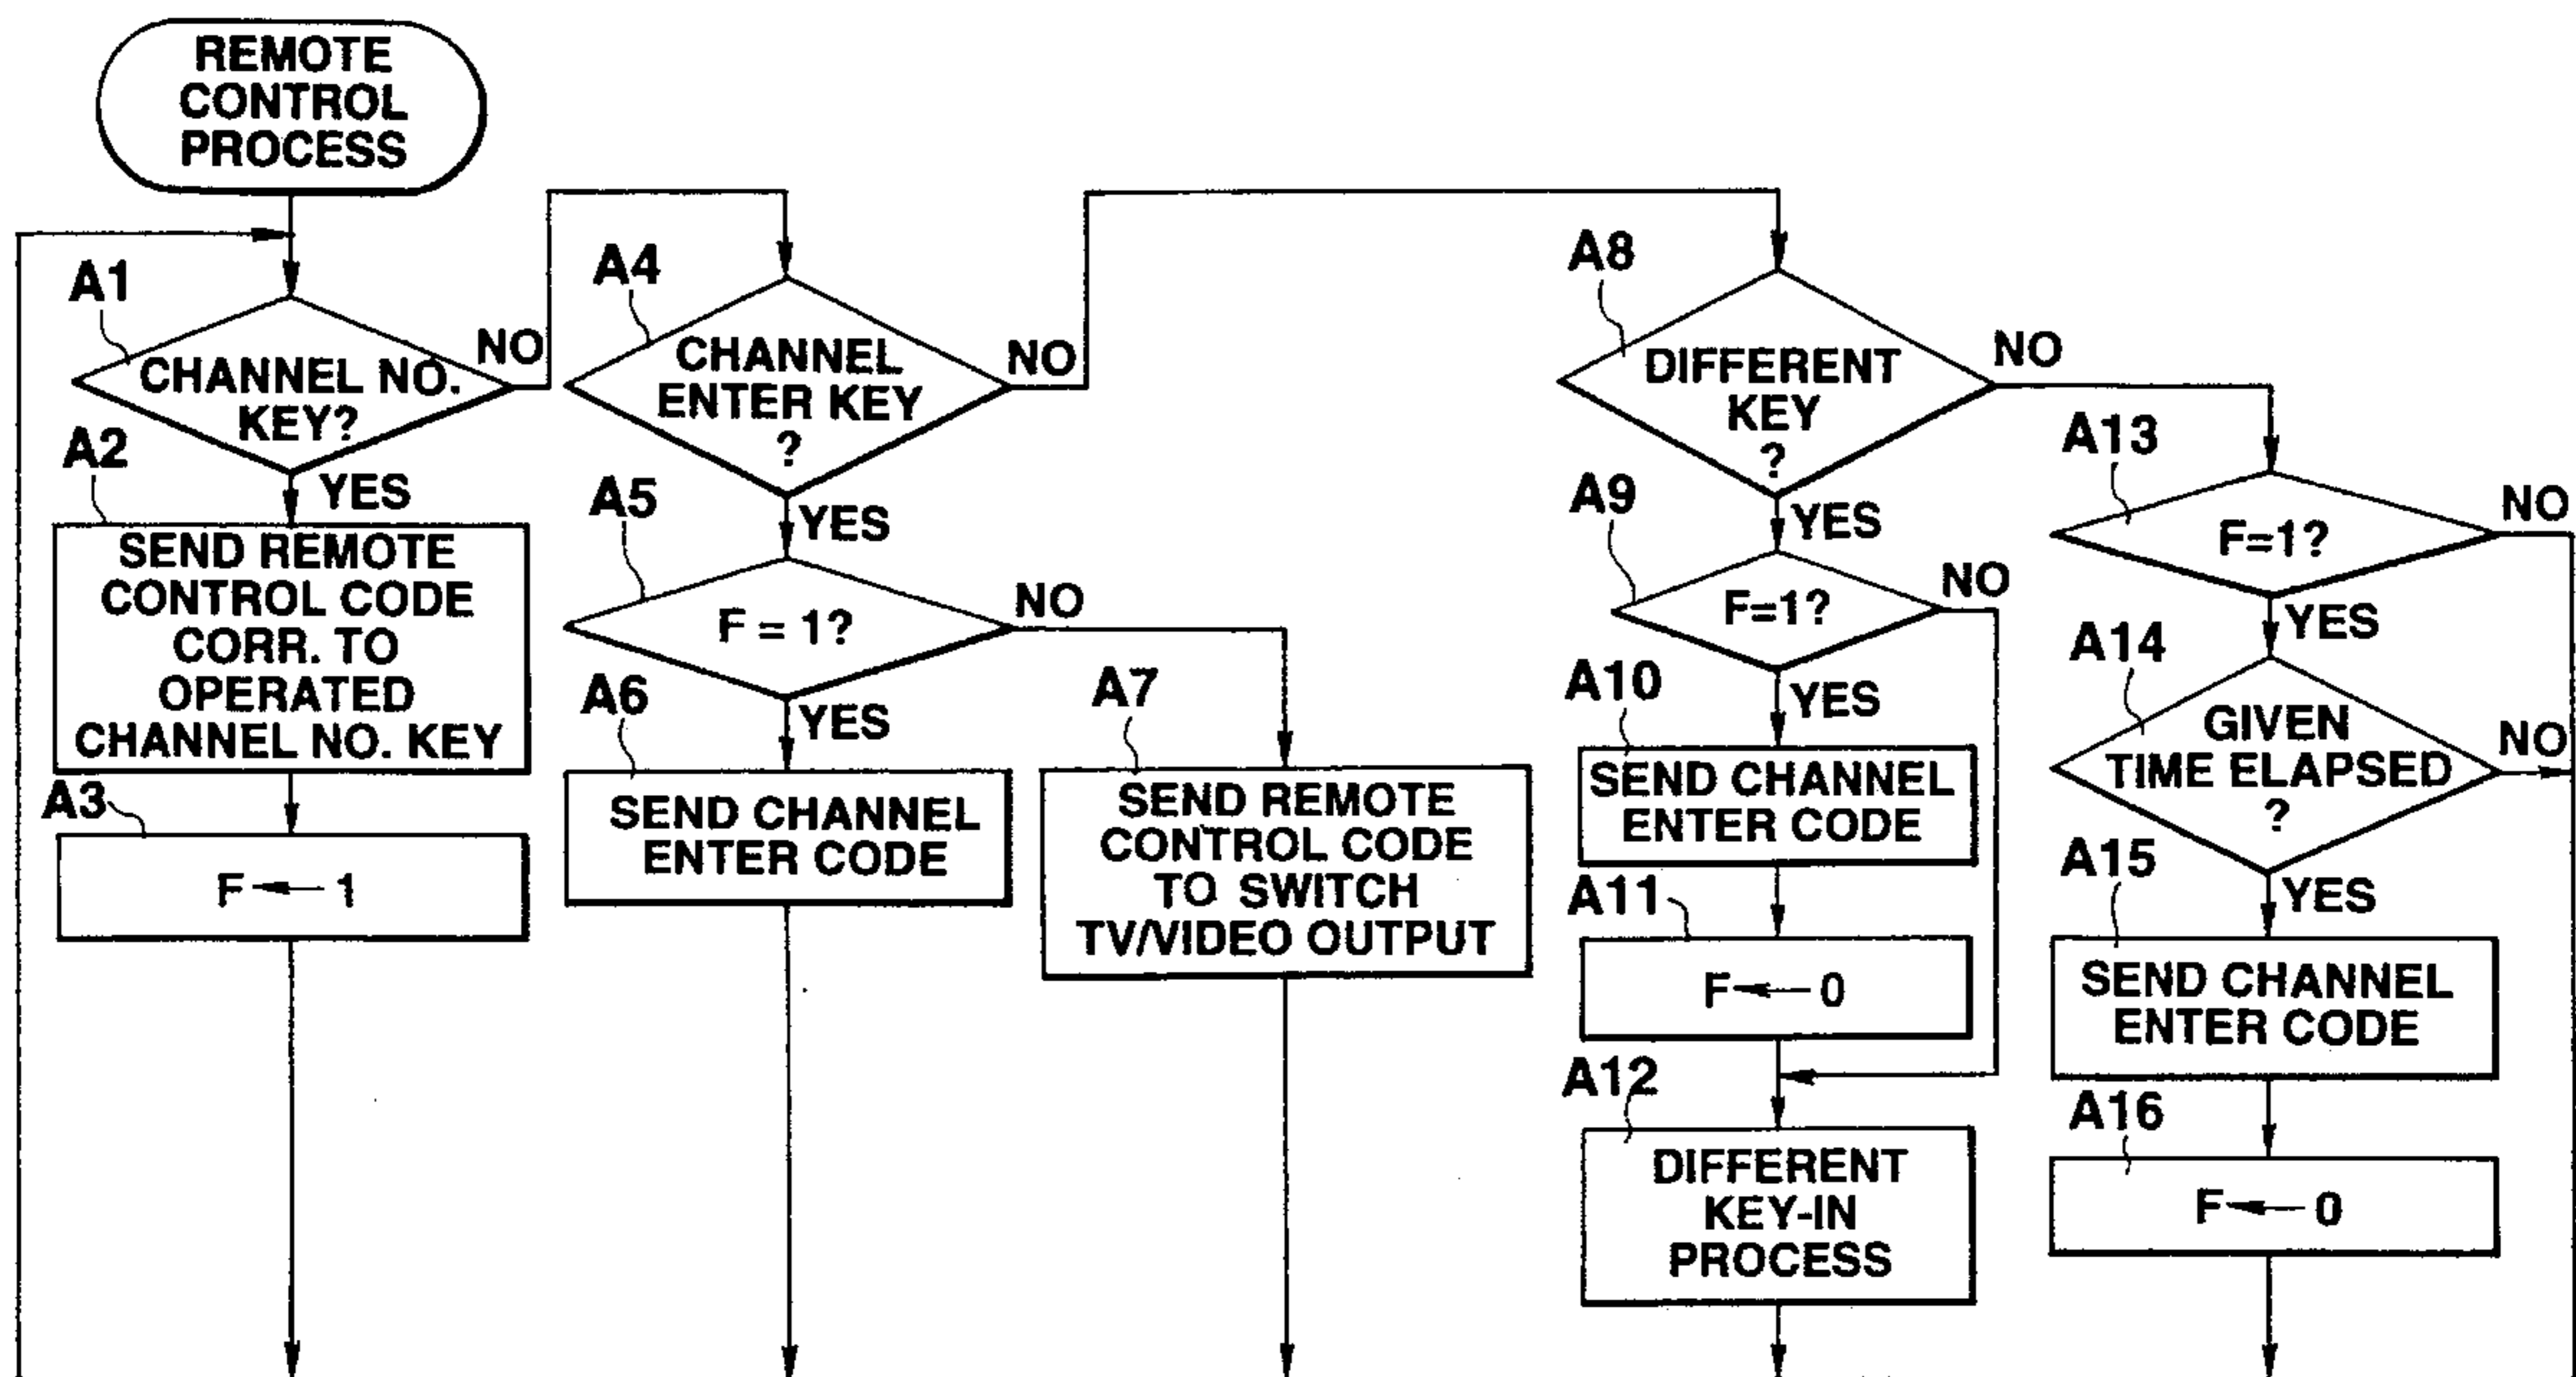 REMOTE
CONTROL
PROCESS
A1
CHANNEL NO.
KEY?
NO
YES
A2
SEND REMOTE
CONTROL CODE
CORR. TO
OPERATED
CHANNEL NO. KEY
A3
F ← 1
A4
CHANNEL
ENTER KEY
?
NO
YES
A5
F = 1?
NO
YES
A6
SEND CHANNEL
ENTER CODE
A7
SEND REMOTE
CONTROL CODE
TO SWITCH
TV/VIDEO OUTPUT
A8
DIFFERENT
KEY
?
NO
YES
A9
F=1?
NO
YES
A10
SEND CHANNEL
ENTER CODE
A11
F ← 0
A12
DIFFERENT
KEY-IN
PROCESS
A13
F=1?
NO
YES
A14
GIVEN
TIME ELAPSED
?
NO
YES
A15
SEND CHANNEL
ENTER CODE
A16
F ← 0